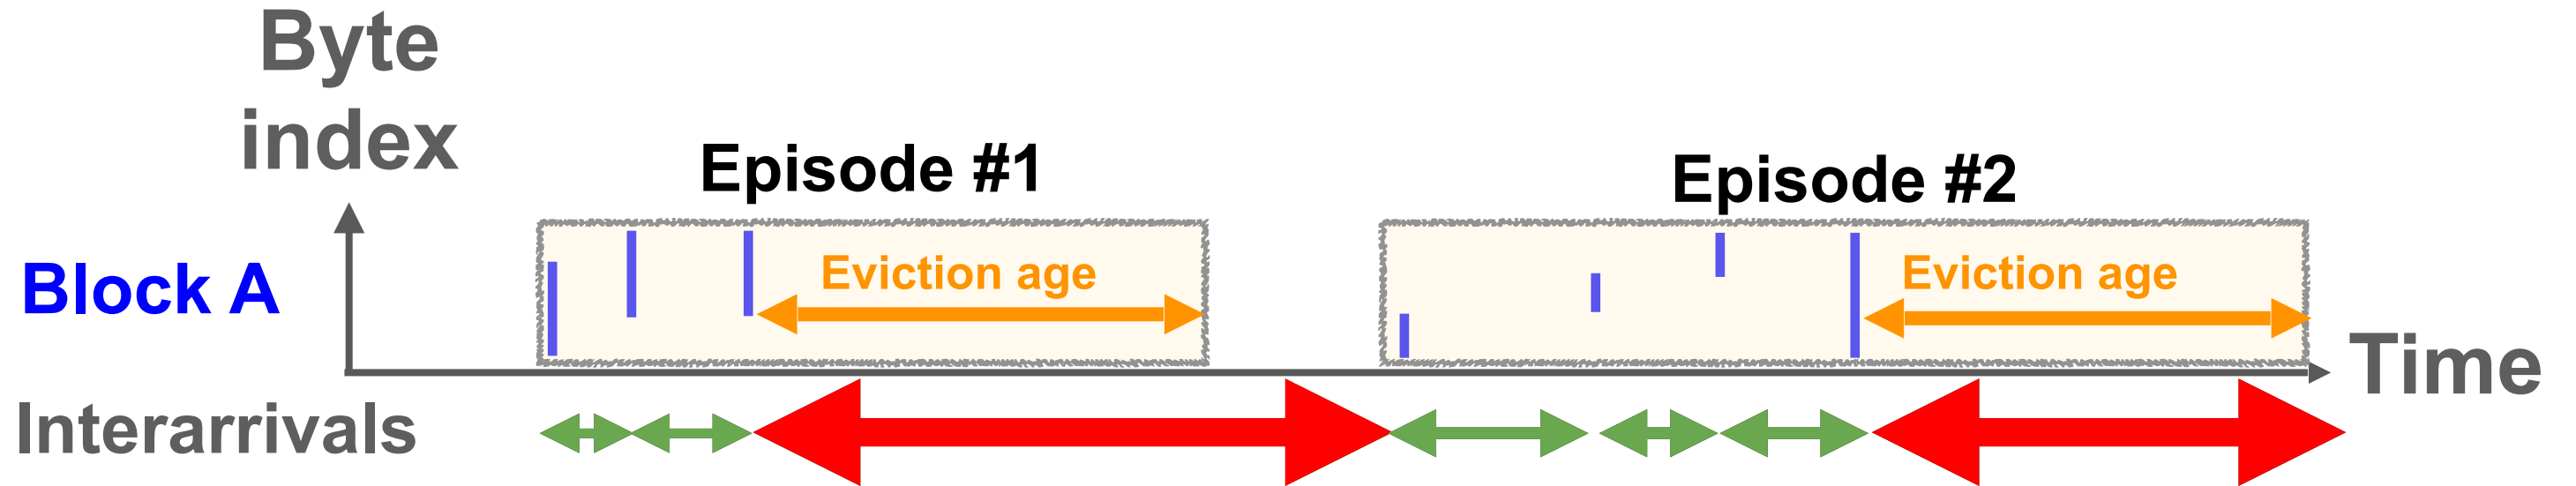 Byte
index
Episode #1
Episode #2
Block A
Eviction age
Eviction age
Time
Interarrivals